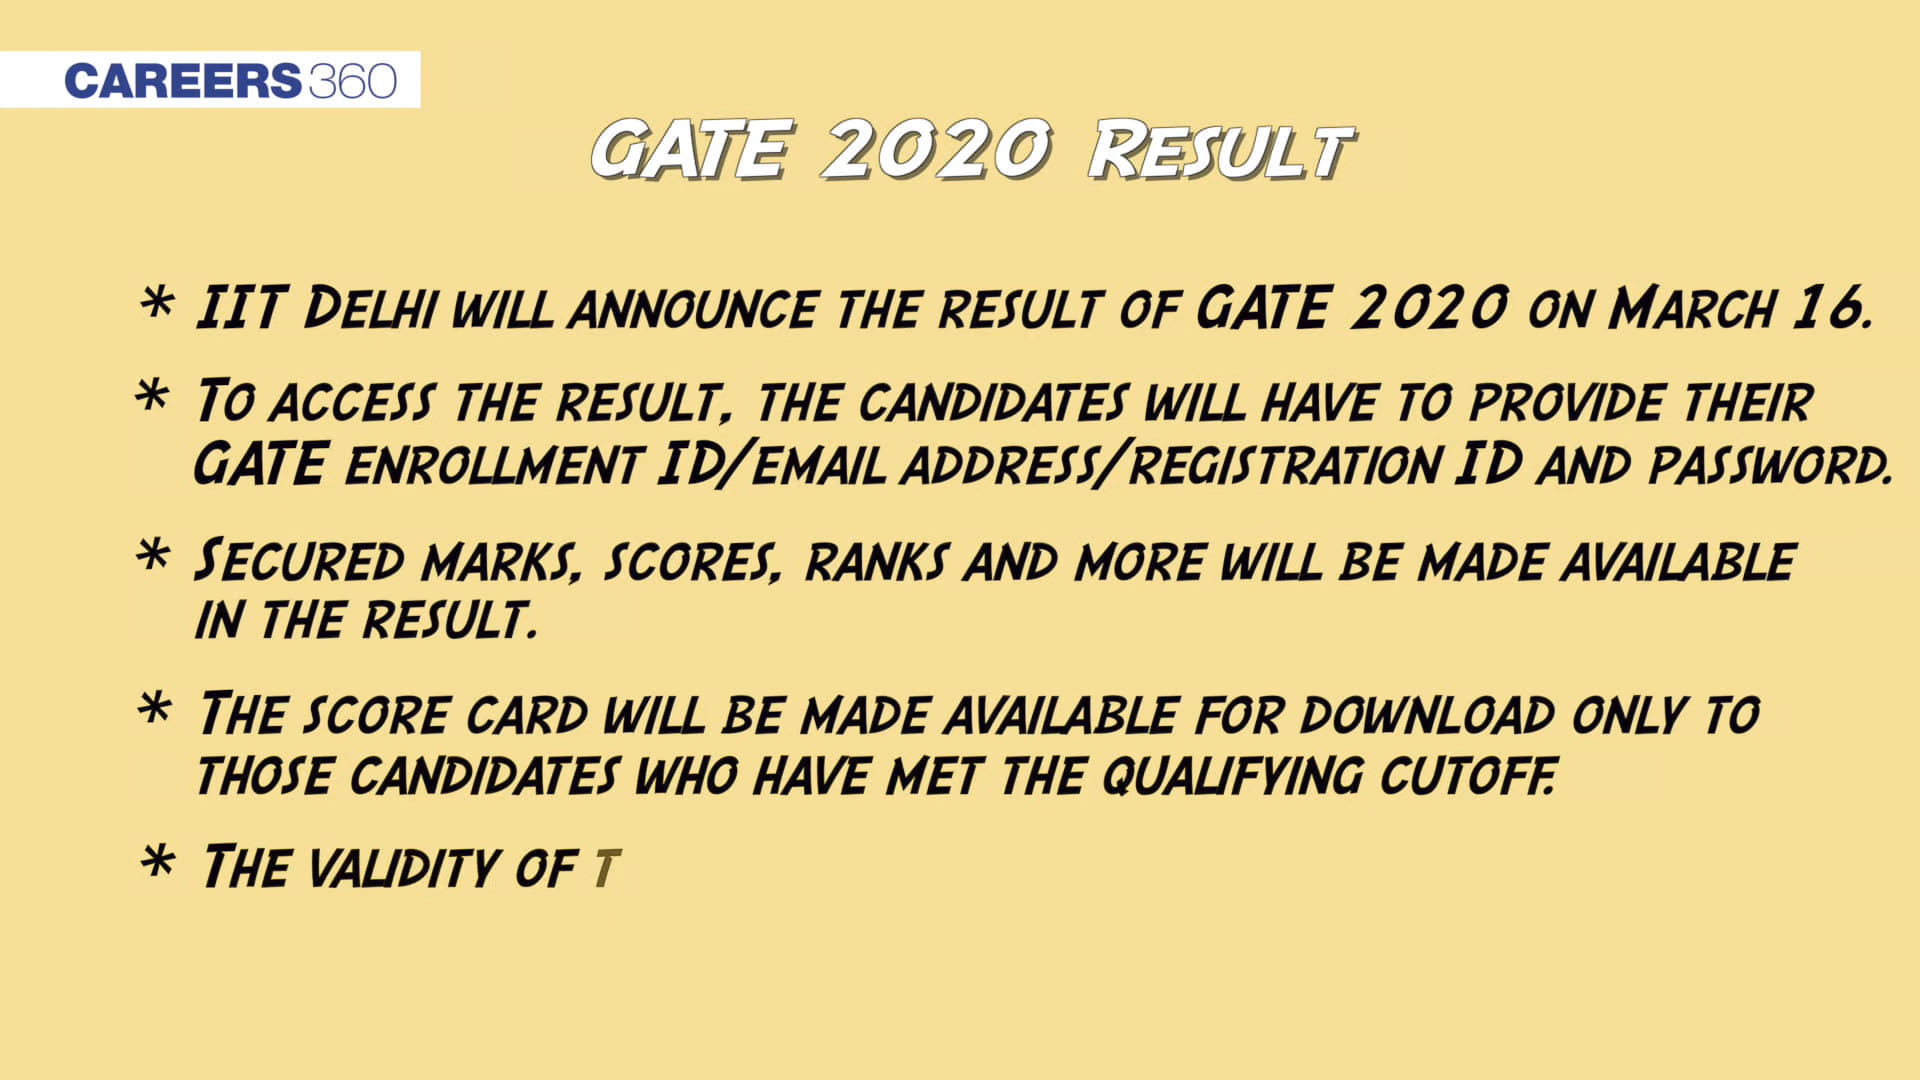 CAREERS360
GATE 2020 Result
* IIT Delhi will announce the result of GATE 2020 on March 16.
* To access the result, the candidates will have to provide their
GATE enrollment ID/email address/registration ID and password.
* Secured marks, scores, ranks and more will be made available
in the result.
* The score card will be made available for download only to
those candidates who have met the qualifying cutoff.
* The validity of t